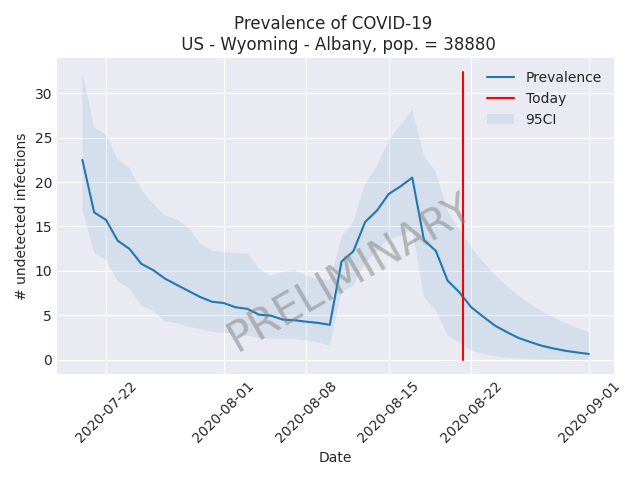 Prevalence of COVID-19
US - Wyoming - Albany, pop. = 38880
# undetected infections
30
25
20
15
10
5
0
Prevalence
Today
95CI
PRELIMINARY
2020-07-22
2020-08-01
2020-08-08
2020-08-15
2020-08-22
2020-09-01
Date